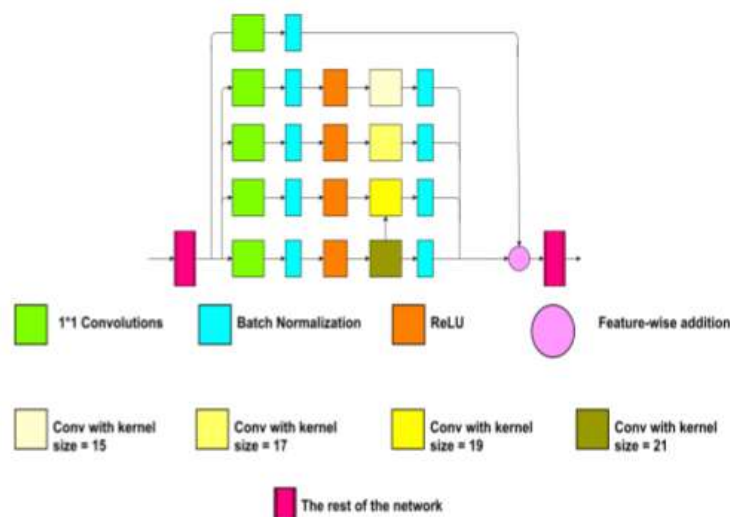 1*1 Convolutions
Batch Normalization
ReLU
Feature-wise addition
Conv with kernel
size = 15
Conv with kernel
size = 17
Conv with kernel
size = 19
Conv with kernel
size = 21
The rest of the network